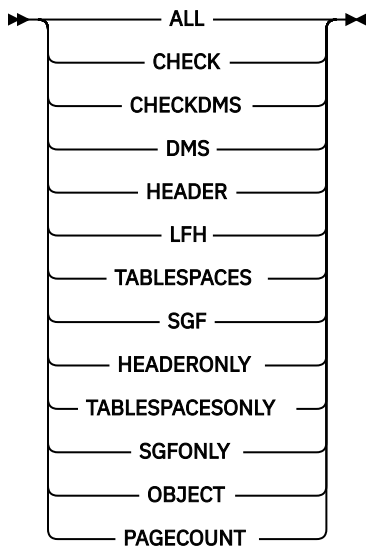 ALL
CHECK
CHECKDMS
DMS
HEADER
LFH
TABLESPACES
SGF
HEADERONLY
TABLESPACESONLY
SGFONLY
OBJECT
PAGECOUNT